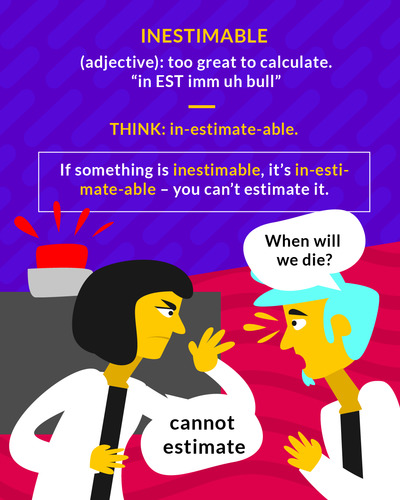 INESTIMABLE
(adjective): too great to calculate.
“in EST imm uh bull”
THINK: in-estimate-able.
If something is inestimable, it’s in-esti-
mate-able – you can’t estimate it.
When will
we die?
cannot
estimate